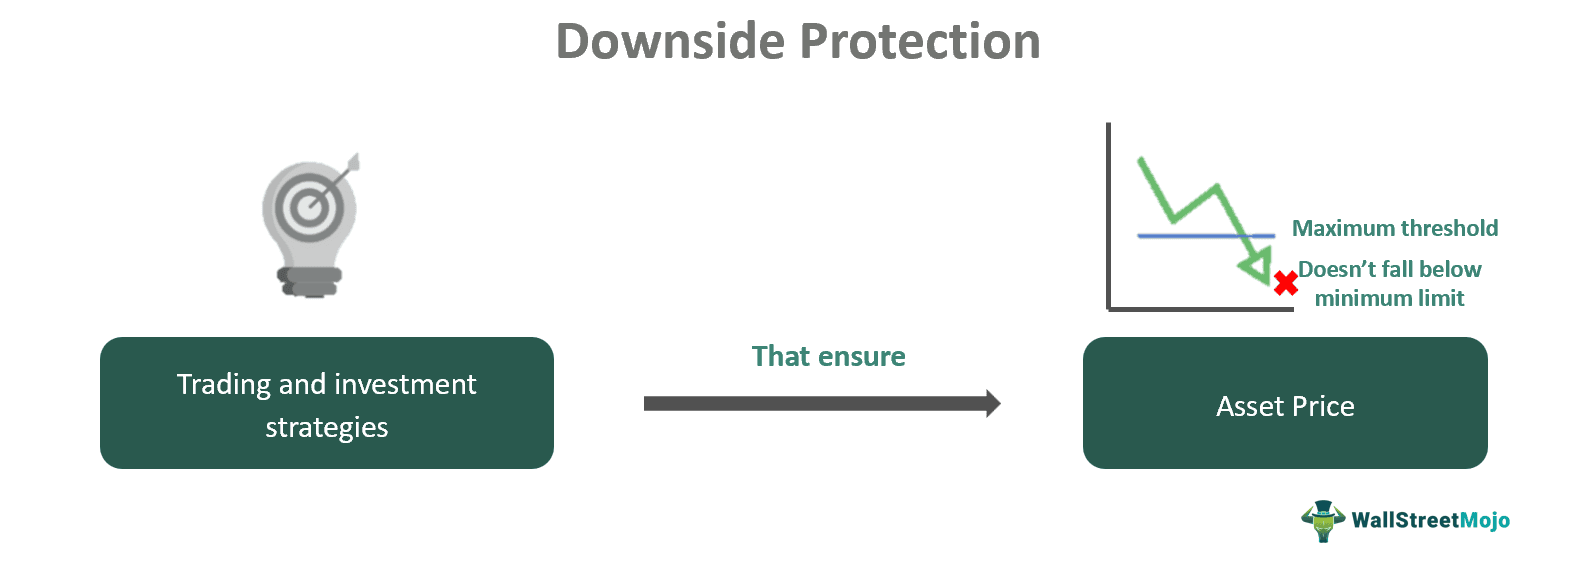 Downside Protection
Maximum threshold
Doesn't fall below
minimum limit
That ensure
Trading and investment
strategies
Asset Price
WallStreetMojo